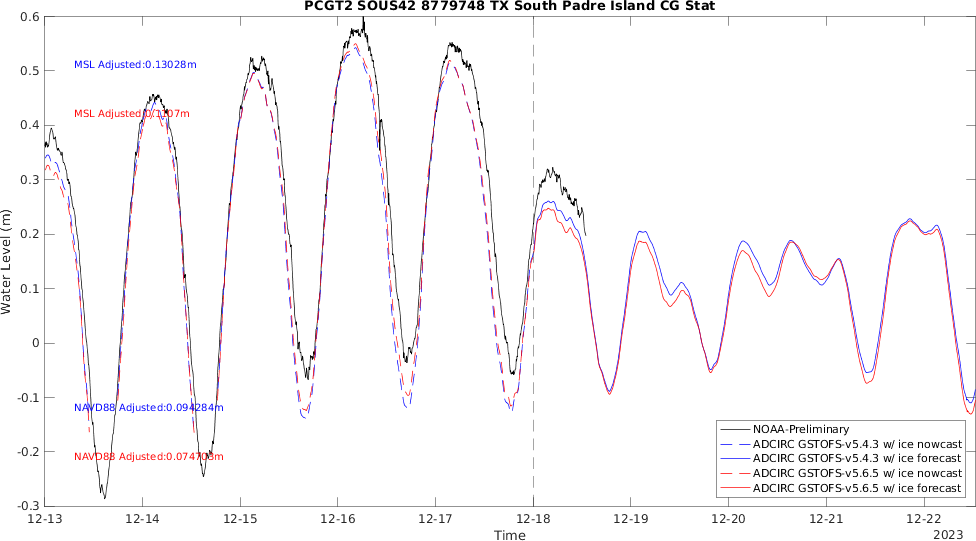 PCGT2 SOUS42 8779748 TX South Padre Island CG Stat
0.6
0.5
0.4
0.3
0.2
0.1
0
-0.1
-0.2
-0.3
Water Level (m)
MSL Adjusted:0.13028m
MSL Adjusted:0.1107m
NAVD88 Adjusted:0.094284m
NAVD88 Adjusted:0.074703m
NOAA-Preliminary
ADCIRC GSTOFS-v5.4.3 w/ ice nowcast
ADCIRC GSTOFS-v5.4.3 w/ ice forecast
ADCIRC GSTOFS-v5.6.5 w/ ice nowcast
ADCIRC GSTOFS-v5.6.5 w/ ice forecast
12-13 12-14 12-15 12-16 12-17 12-18 12-19 12-20 12-21 12-22
Time
2023